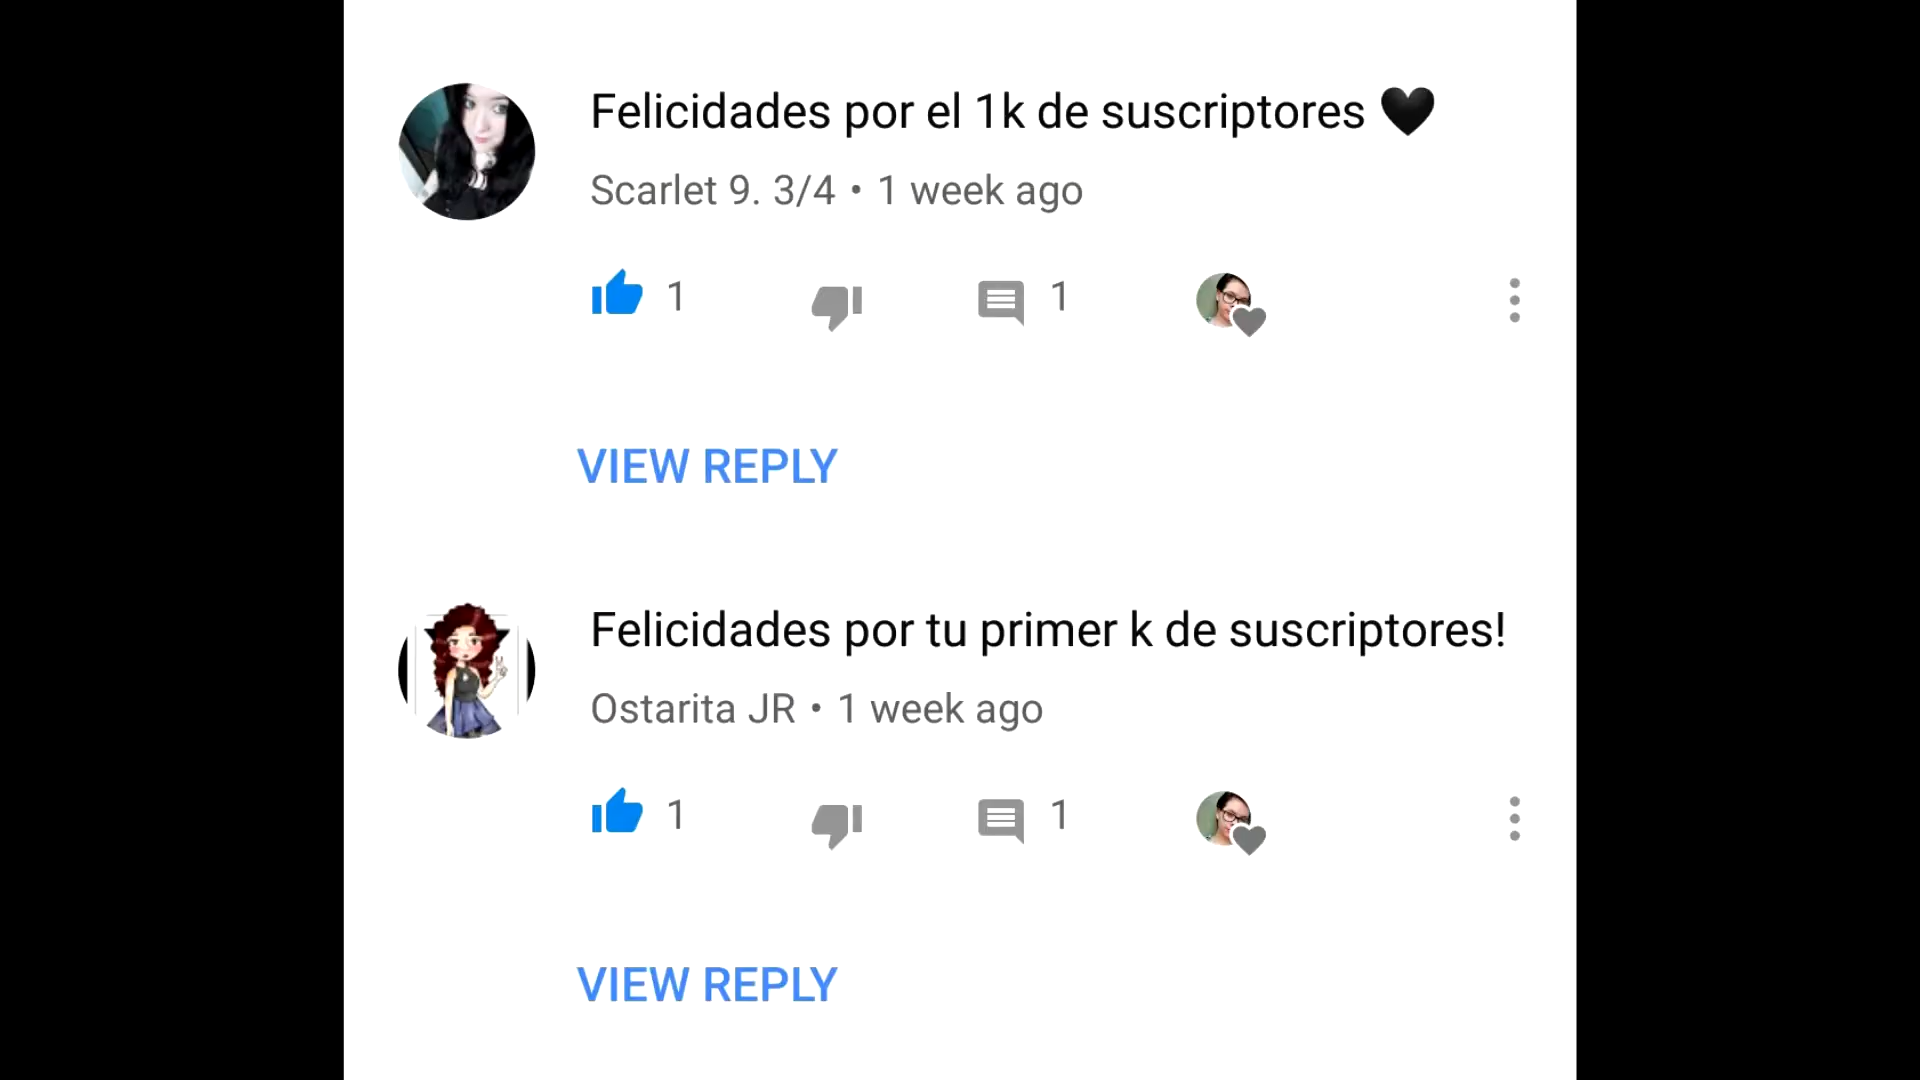 Felicidades por el 1k de suscriptores 🖤
Scarlet 9. 3/4 • 1 week ago
1 1
VIEW REPLY
Felicidades por tu primer k de suscriptores!
Ostarita JR • 1 week ago
1 1
VIEW REPLY